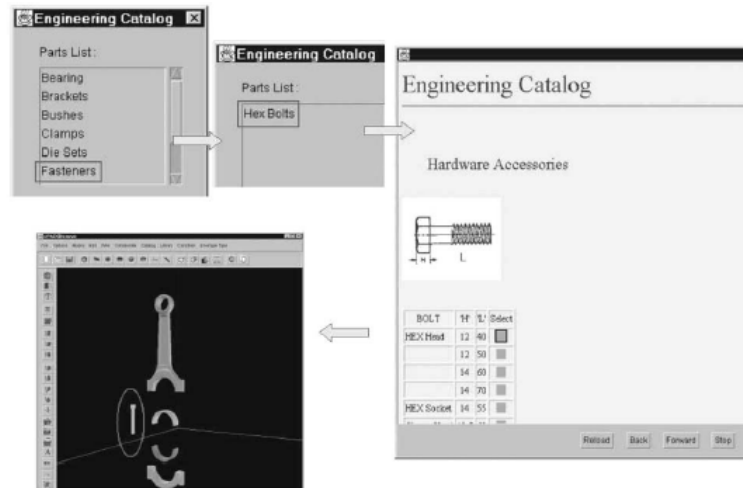 Engineering Catalog
Parts List :
Bearing
Brackets
Bushes
Clamps
Die Sets
Fasteners
Engineering Catalog
Parts List :
Hex Bolts
Engineering Catalog
Hardware Accessories
H
L
BOLT 'H' 'L' Select
HEX Head 12 40
12 50
14 60
14 70
HEX Socket 14 55
Reload Back Forward Stop